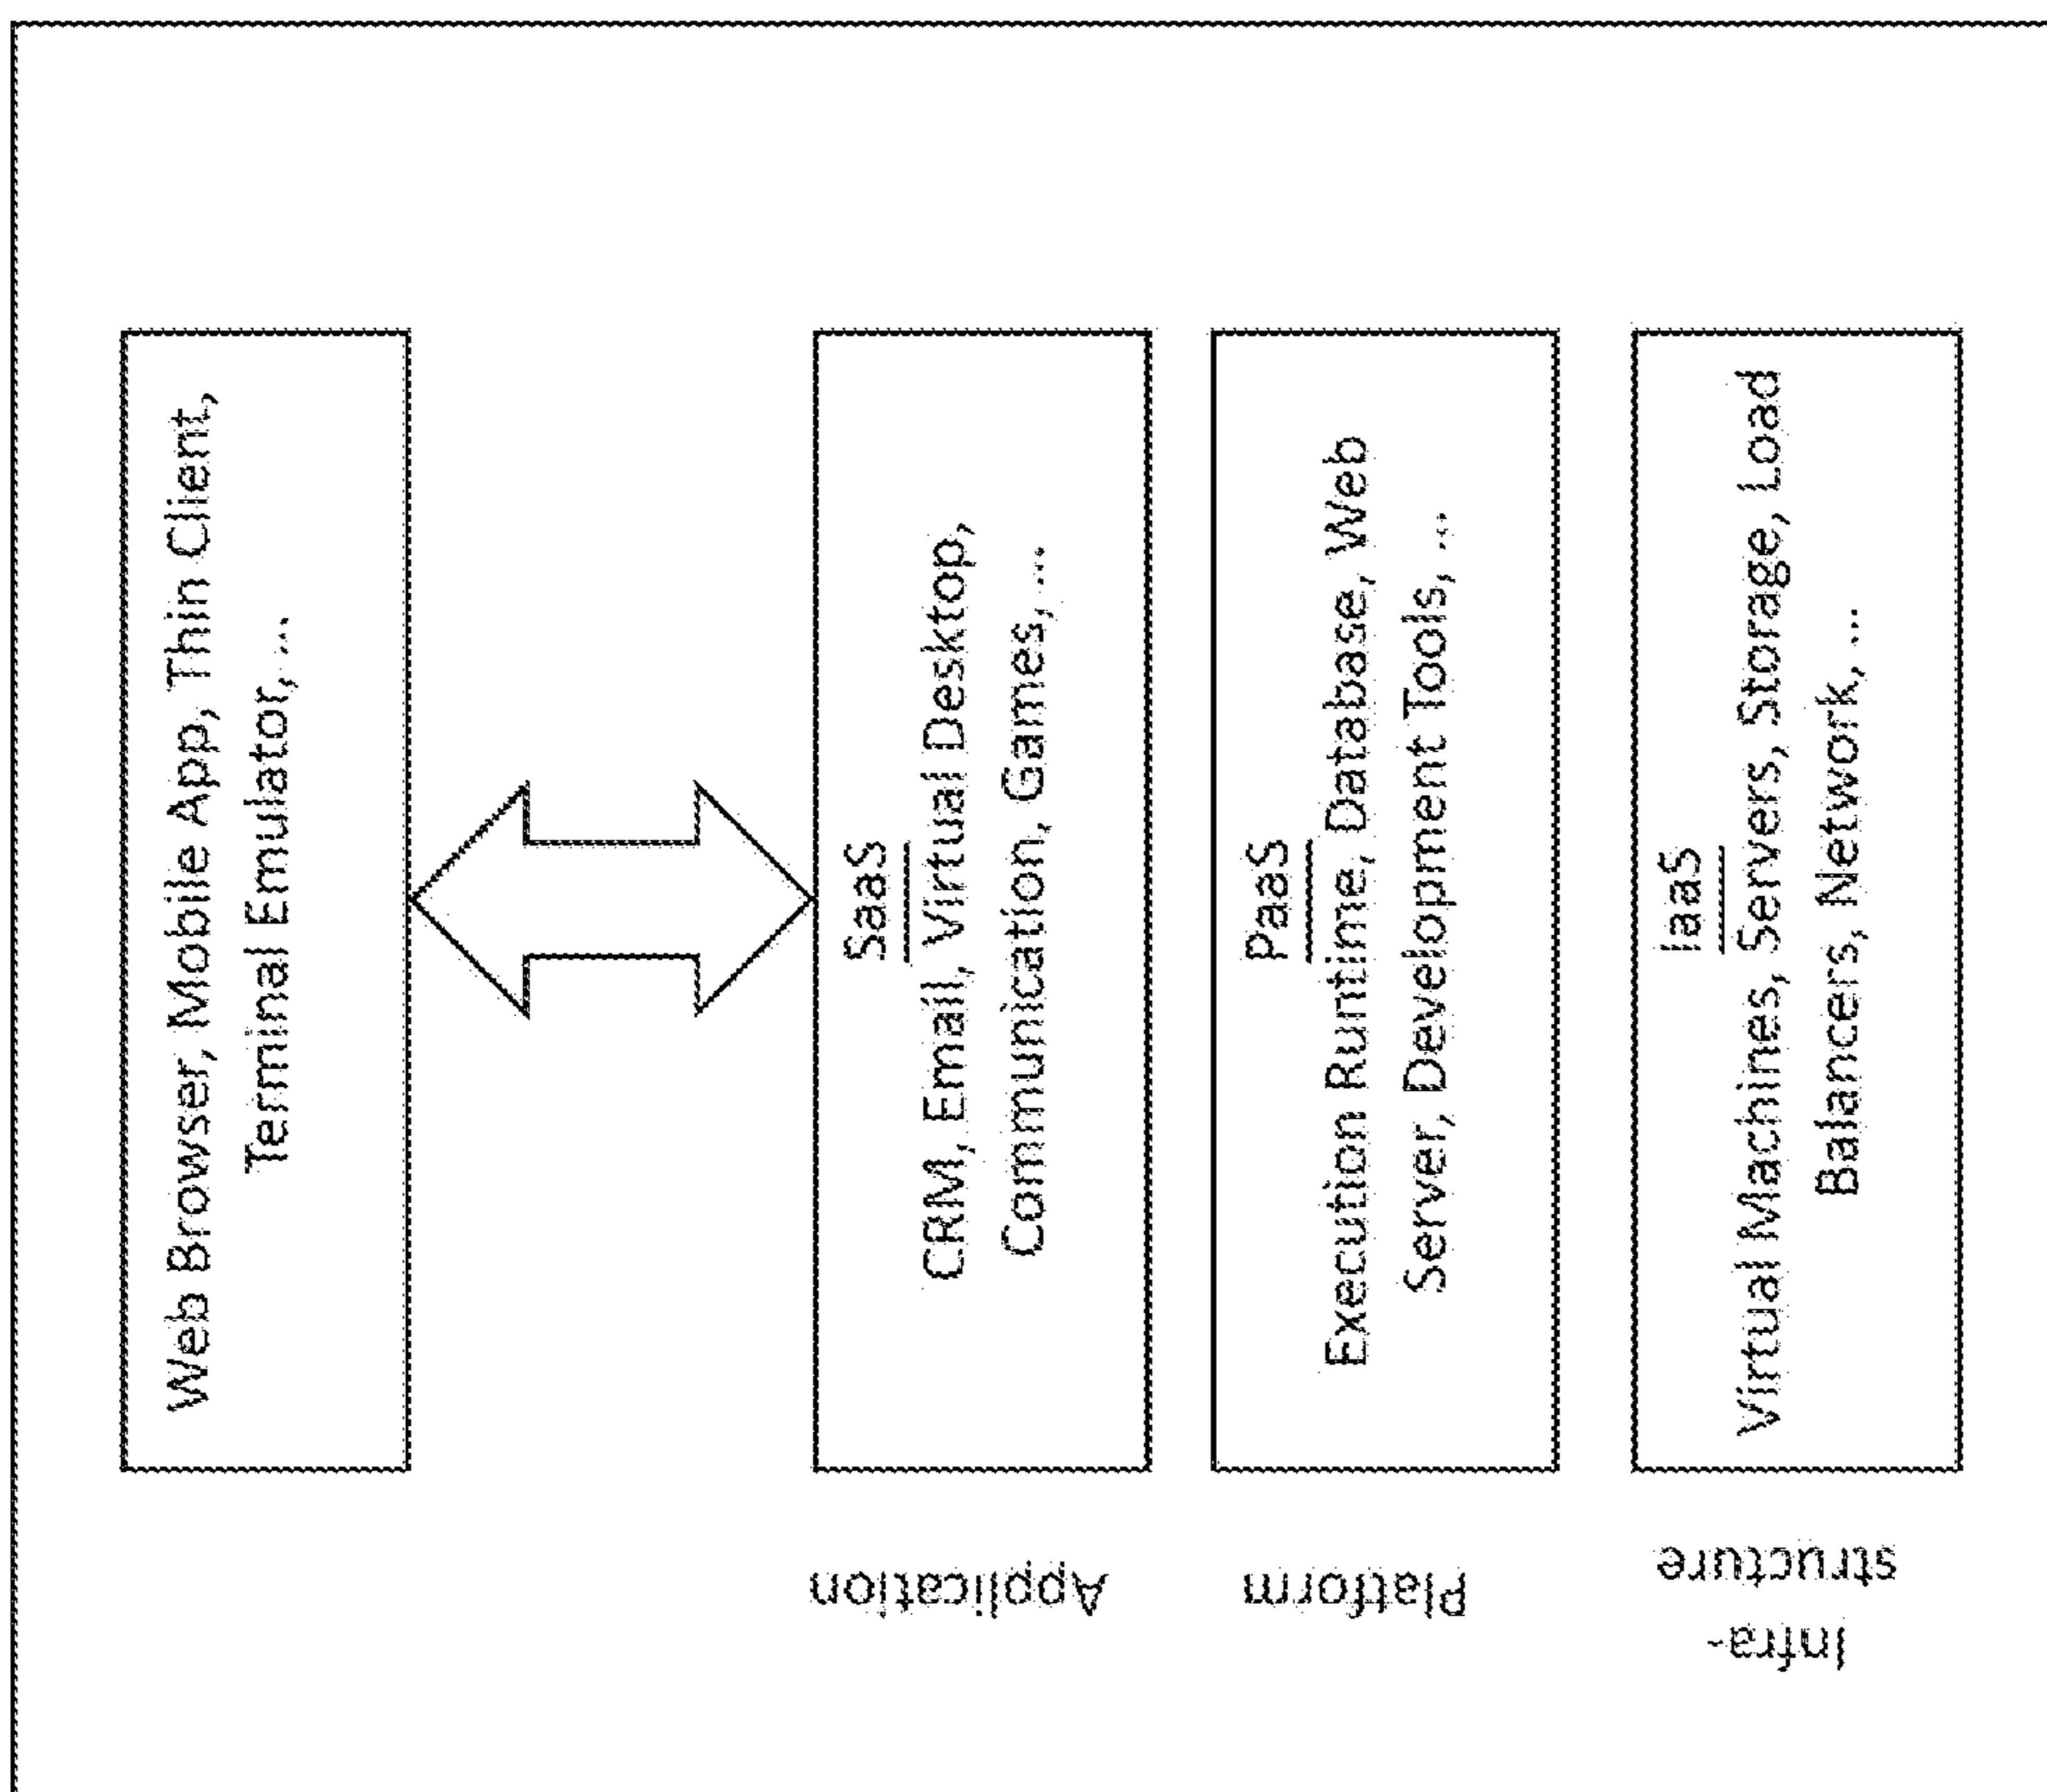 Web Browser, Mobile App, Thin Client,
Terminal Emulator, ...
Application
SaaS
CRM, Email, Virtual Desktop,
Communication, Games, ...
Platform
PaaS
Execution Runtime, Database, Web
Server, Development Tools, ...
Infra-
structure
IaaS
Virtual Machines, Servers, Storage, Load
Balancers, Network, ...